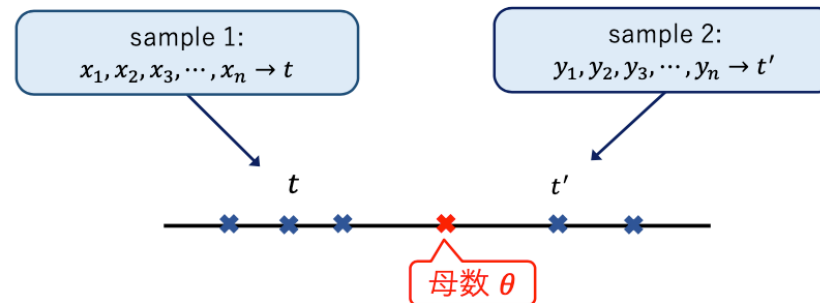 sample 1:
x₁, x₂, x₃, ⋯, xₙ → t
sample 2:
y₁, y₂, y₃, ⋯, yₙ → t′
t
t′
母数 θ